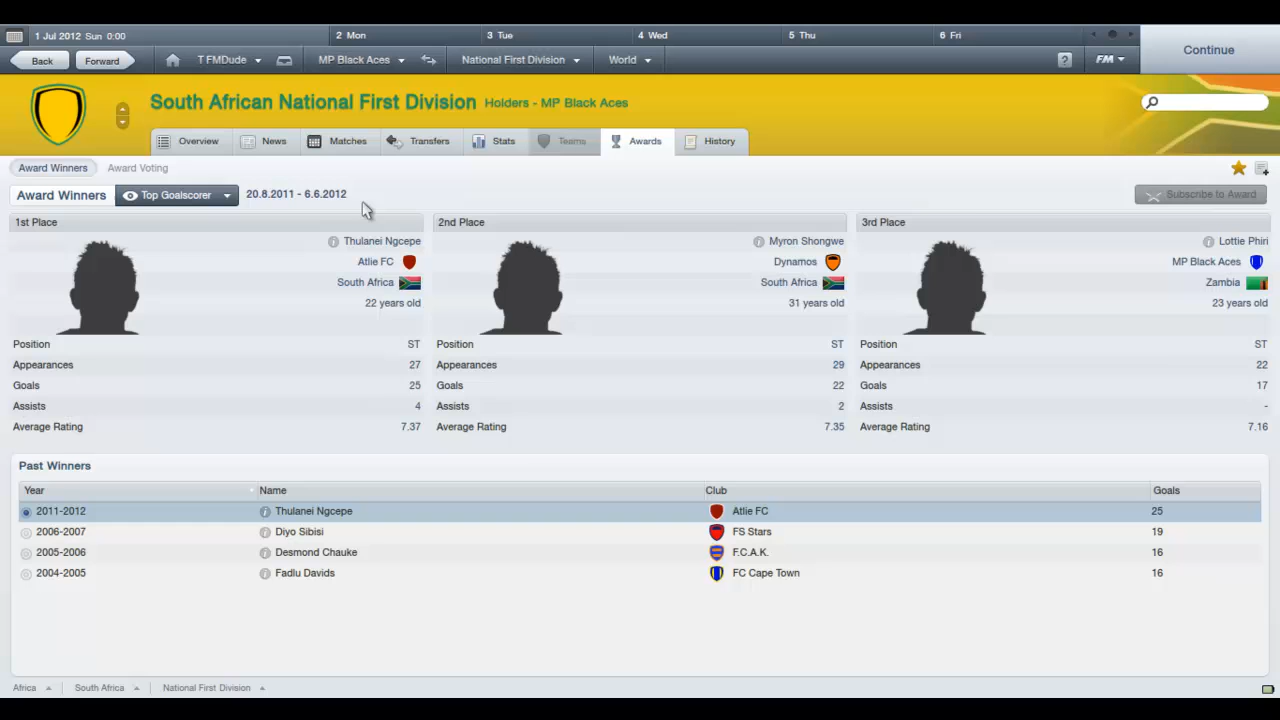 1 Jul 2012 Sun 0:00 2 Mon 3 Tue 4 Wed 5 Thu 6 Fri
Continue
Back Forward T FMDude MP Black Aces National First Division World ? FM
South African National First Division Holders - MP Black Aces
Overview News Matches Transfers Stats Teams Awards History
Award Winners Award Voting
Award Winners Top Goalscorer 20.8.2011 - 6.6.2012 Subscribe to Award
1st Place 2nd Place 3rd Place
Thulanei Ngcepe Myron Shongwe Lottie Phiri
Atlie FC Dynamos MP Black Aces
South Africa South Africa Zambia
22 years old 31 years old 23 years old
Position ST Position ST Position ST
Appearances 27 Appearances 29 Appearances 22
Goals 25 Goals 22 Goals 17
Assists 4 Assists 2 Assists -
Average Rating 7.37 Average Rating 7.35 Average Rating 7.16
Past Winners
Year Name Club Goals
2011-2012 Thulanei Ngcepe Atlie FC 25
2006-2007 Diyo Sibisi FS Stars 19
2005-2006 Desmond Chauke F.C.A.K. 16
2004-2005 Fadlu Davids FC Cape Town 16
Africa South Africa National First Division